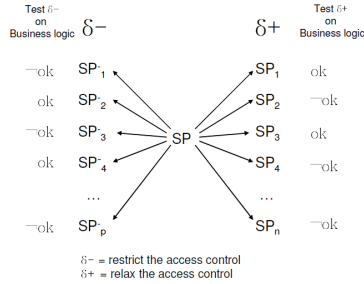 Test δ−
on
Business logic
δ−
δ+
Test δ+
on
Business logic
¬ok SP⁻₁ SP₁ ok
ok SP⁻₂ SP₂ ¬ok
¬ok SP⁻₃ SP SP₃ ok
ok SP⁻₄ SP₄ ¬ok
... ...
¬ok SP⁻p SPn ¬ok
δ− = restrict the access control
δ+ = relax the access control